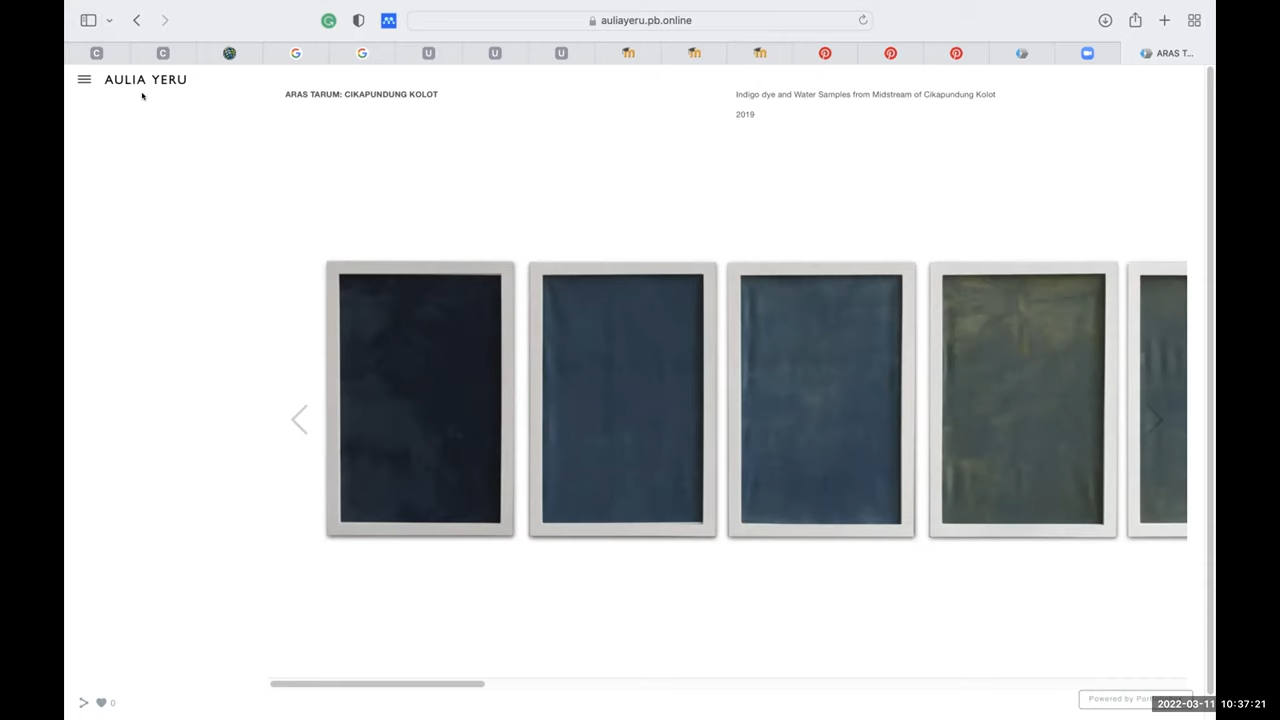 auliayeru.pb.online
C
C
G
G
U
U
U
m
m
m
ARAS T...
AULIA YERU
ARAS TARUM: CIKAPUNDUNG KOLOT
Indigo dye and Water Samples from Midstream of Cikapundung Kolot
2019
0
Powered by
2022-03-11 10:37:21